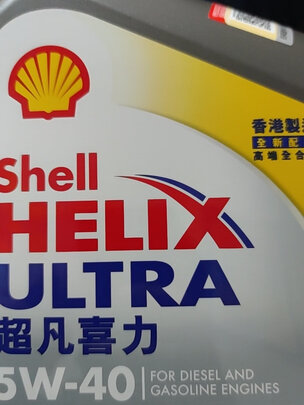 香港製
全新配
高端全合
Shell
HELIX
ULTRA
超凡喜力
5W-40
FOR DIESEL AND
GASOLINE ENGINES